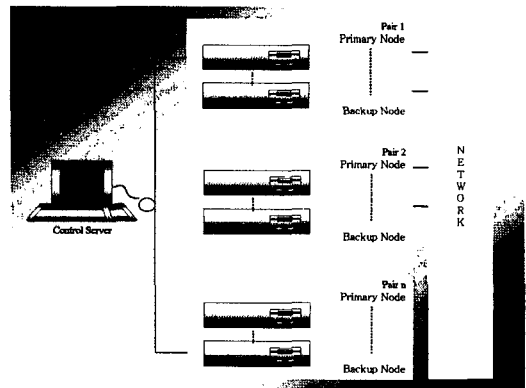 Pair 1
Primary Node
Backup Node
Pair 2
Primary Node
Backup Node
Pair n
Primary Node
Backup Node
Control Server
NETWORK